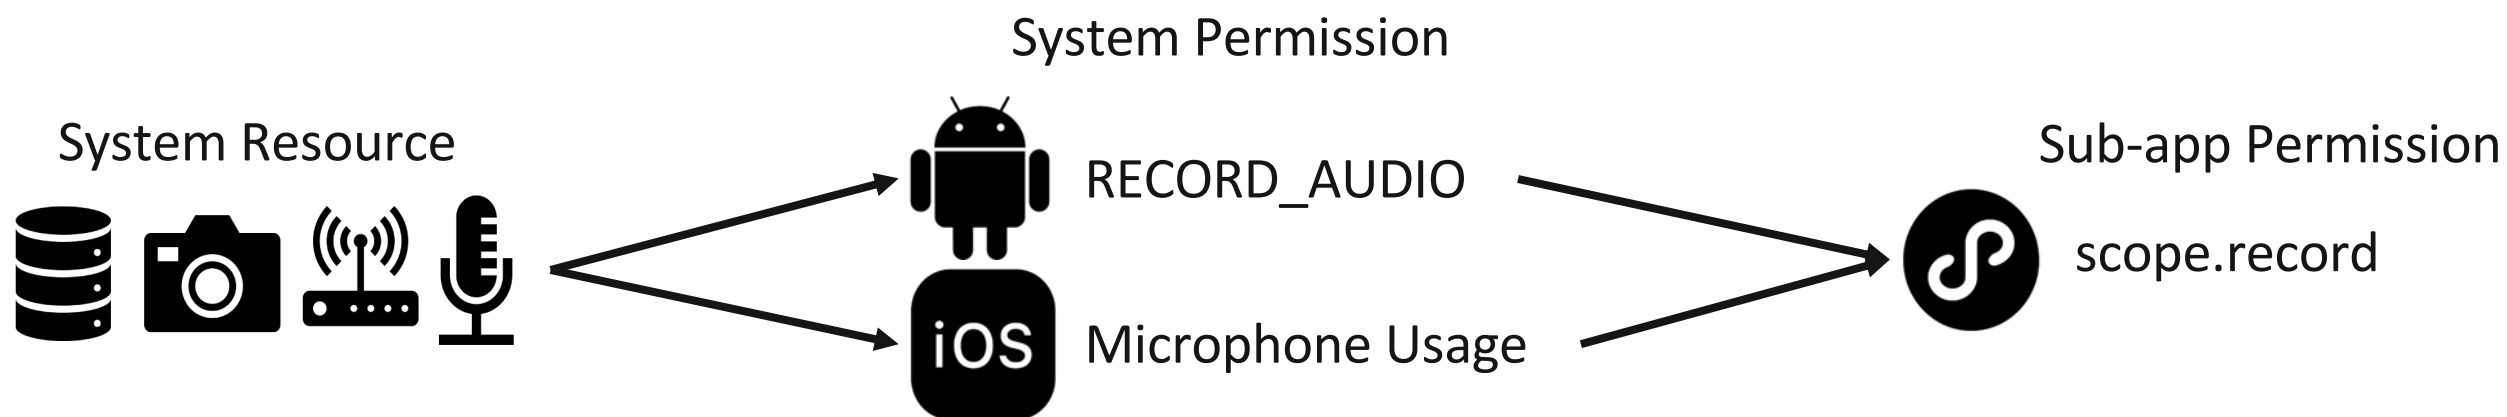 System Permission
System Resource
Sub-app Permission
RECORD_AUDIO
scope.record
iOS
Microphone Usage